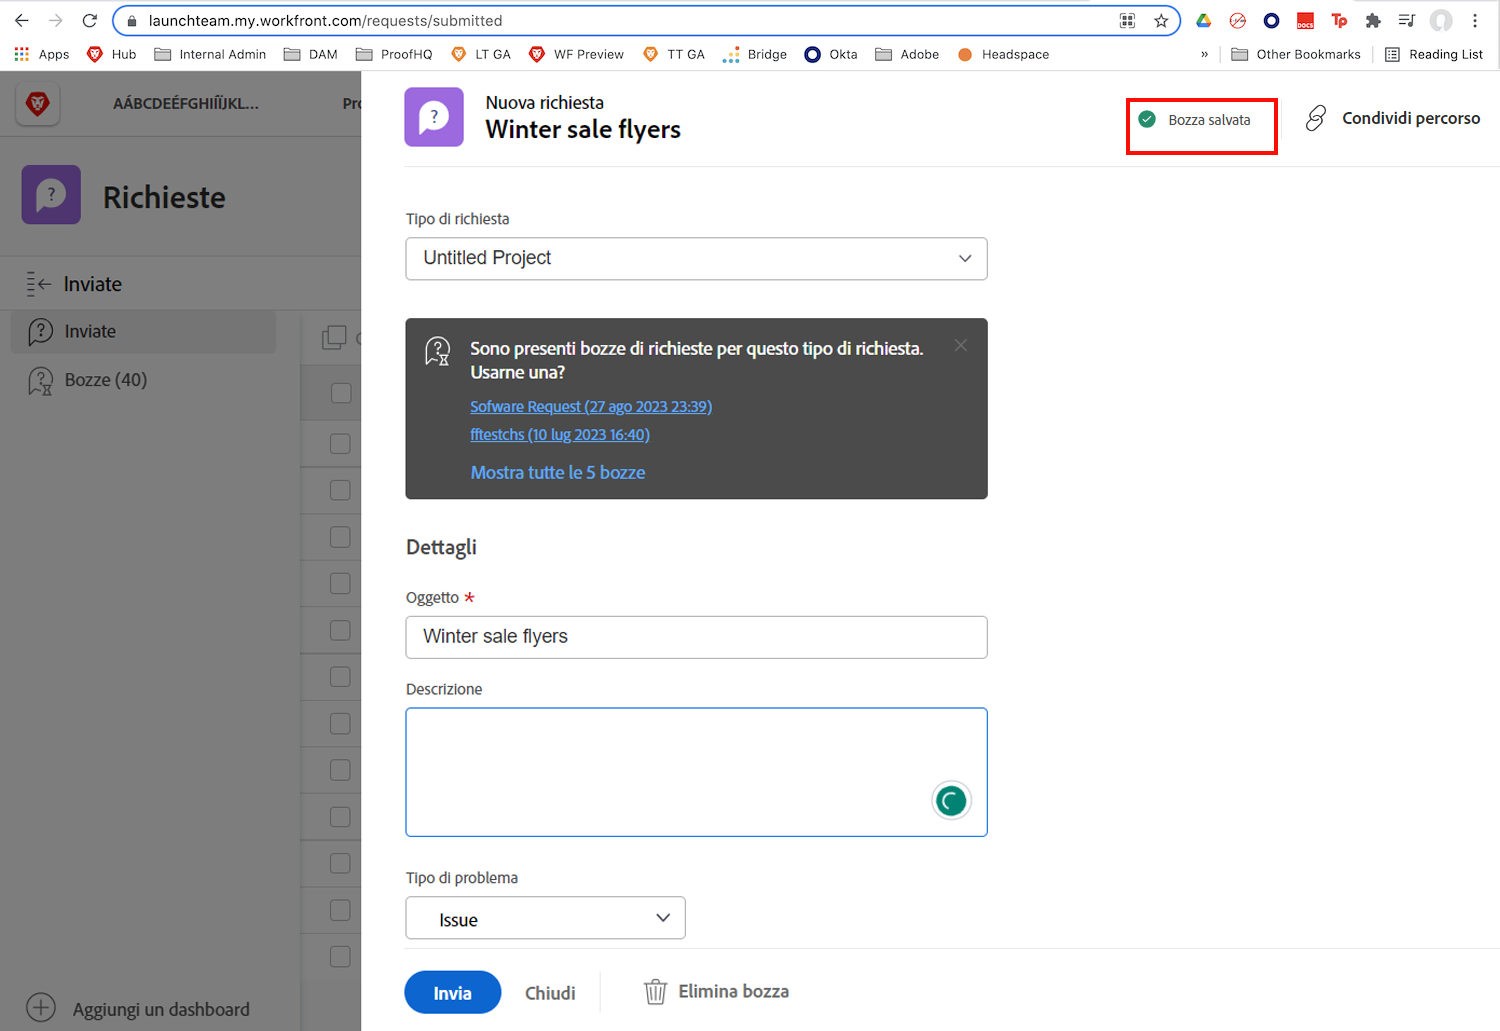 launchteam.my.workfront.com/requests/submitted
DOCS
Tp
Apps
Hub
Internal Admin
DAM
ProofHQ
LT GA
WF Preview
TT GA
Bridge
Okta
Adobe
Headspace
»
Other Bookmarks
Reading List
AÁBCDEÉFGHIÍÎJKL...
Pro
Nuova richiesta
Winter sale flyers
Bozza salvata
Condividi percorso
Richieste
Inviate
Inviate
Bozze (40)
Tipo di richiesta
Untitled Project
Sono presenti bozze di richieste per questo tipo di richiesta.
Usarne una?
Sofware Request (27 ago 2023 23:39)
fftestchs (10 lug 2023 16:40)
Mostra tutte le 5 bozze
Dettagli
Oggetto *
Winter sale flyers
Descrizione
Tipo di problema
Issue
Invia
Chiudi
Elimina bozza
Aggiungi un dashboard